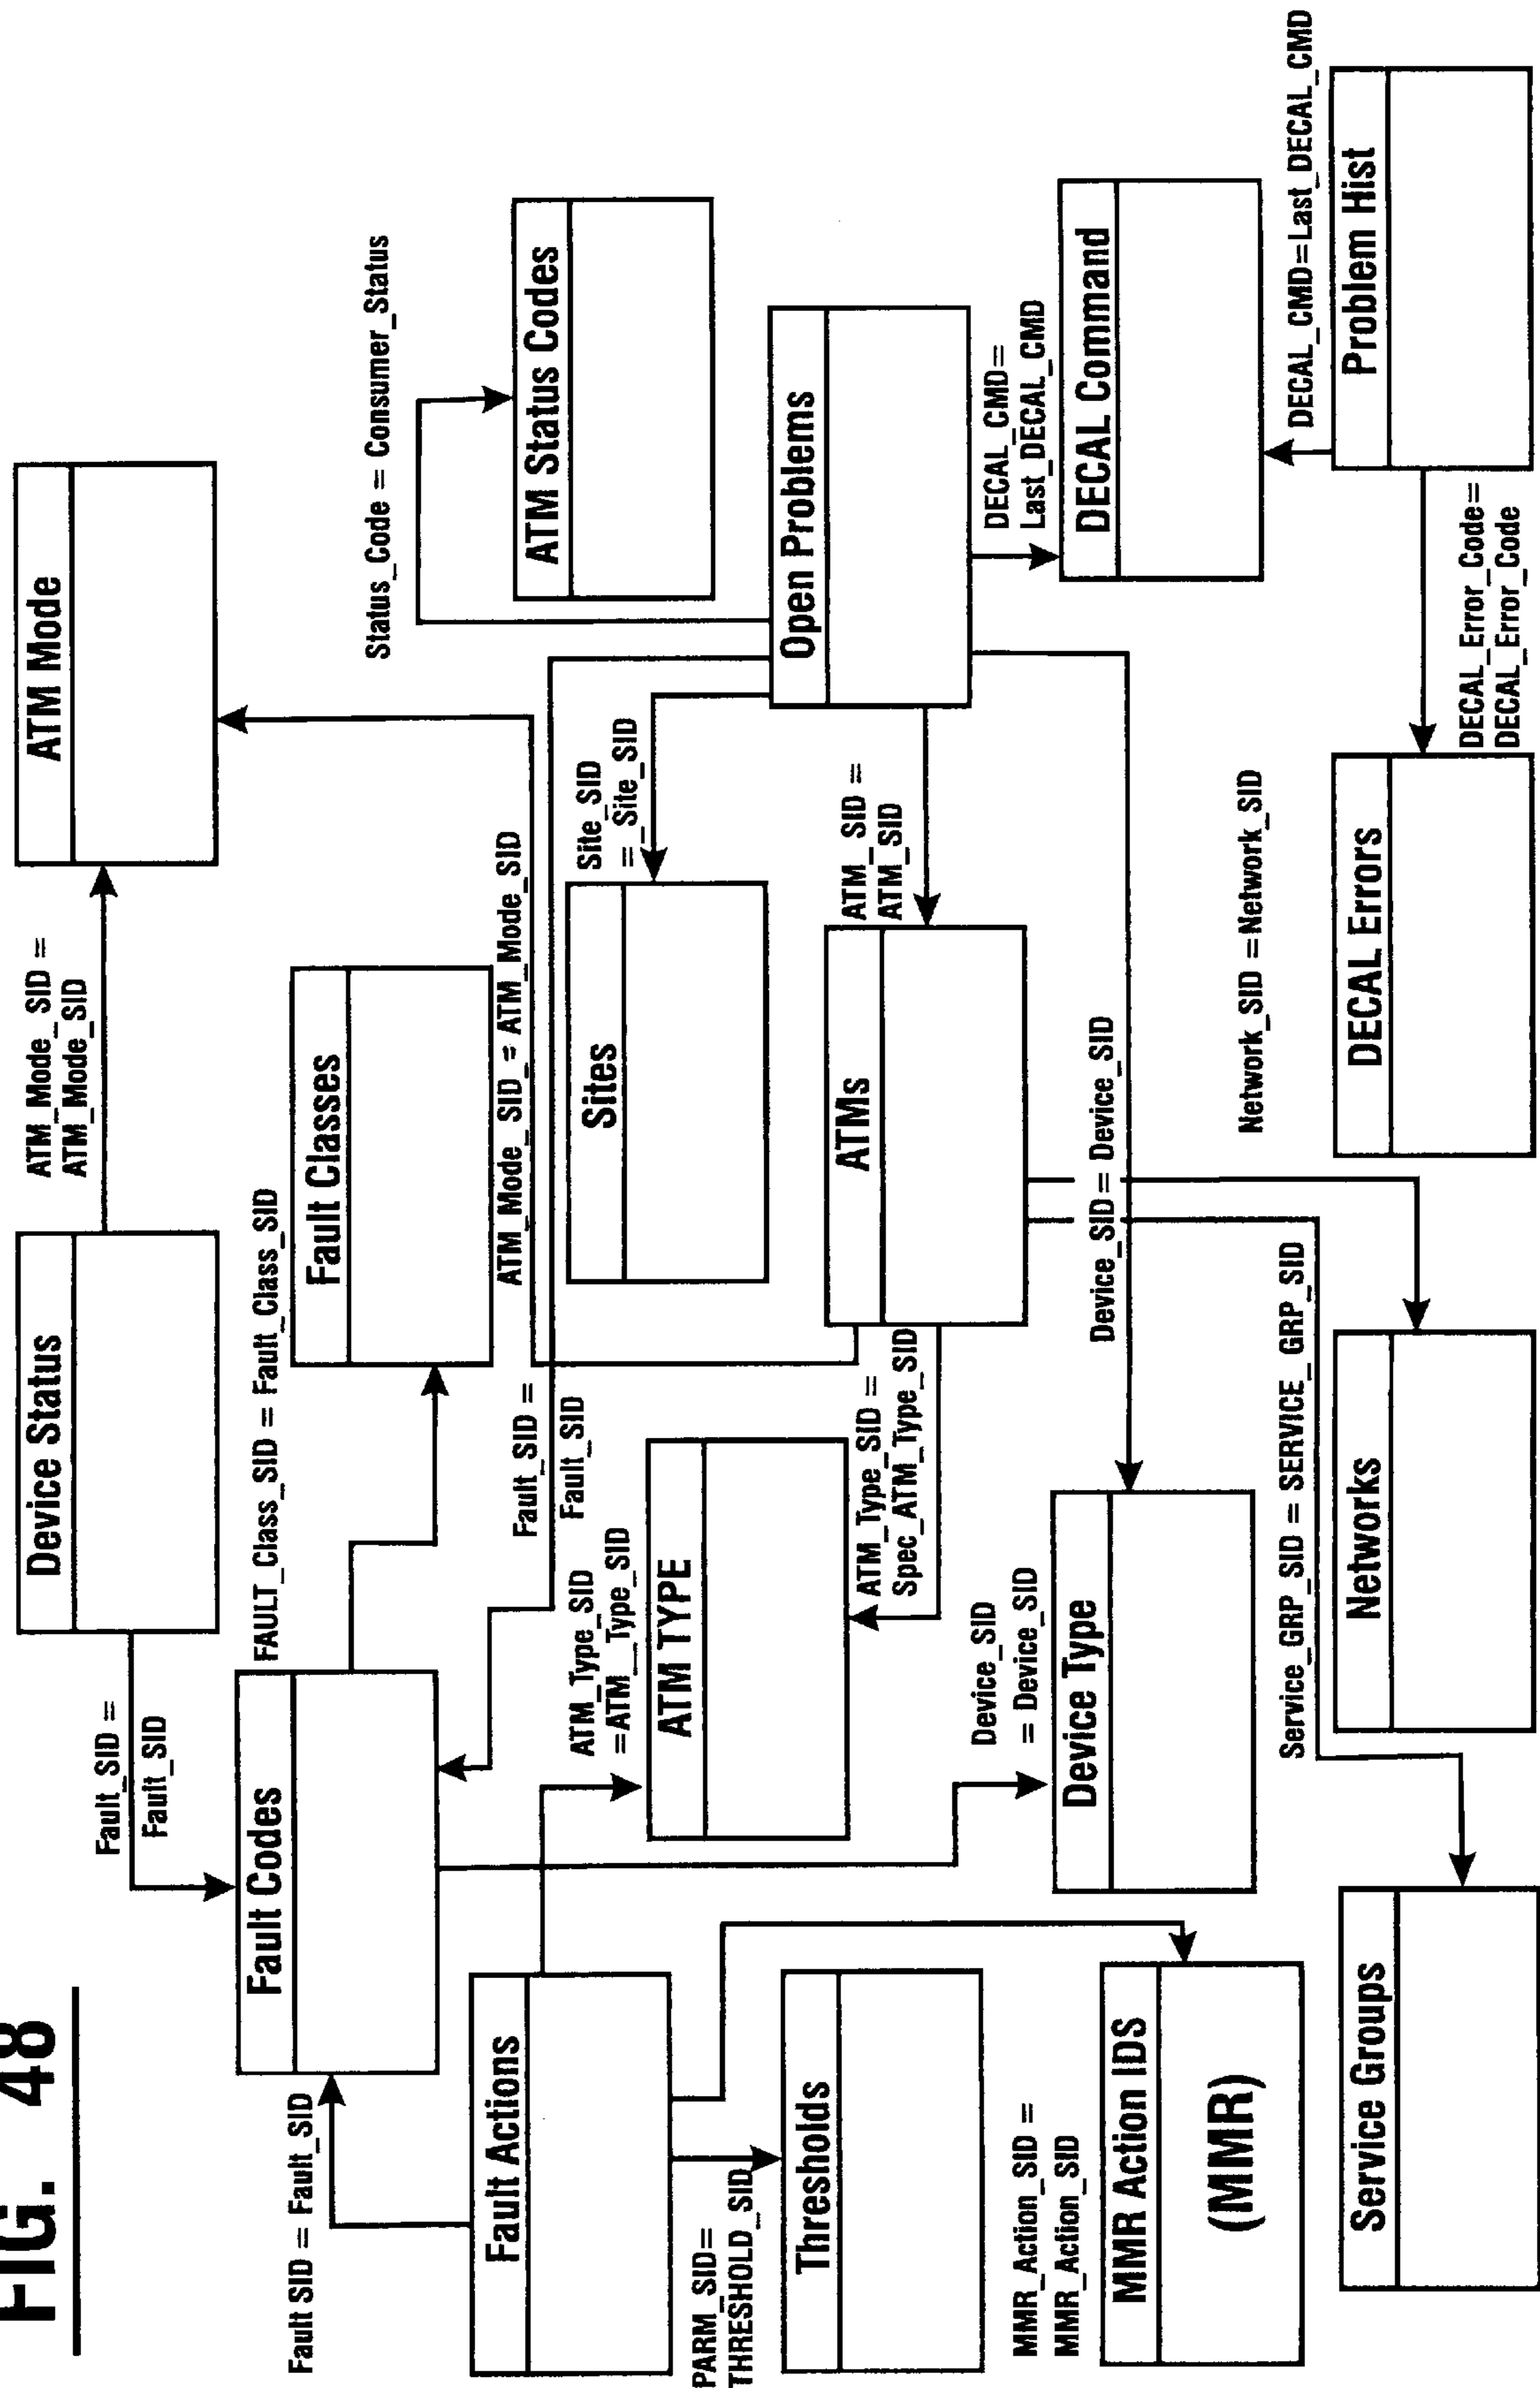 FIG. 48
Device Status
ATM_Mode_SID =
ATM_Mode_SID
ATM Mode
Fault_SID =
Fault_SID
Fault Codes
FAULT_Class_SID = Fault_Class_SID
Fault Classes
Status_Code = Consumer_Status
ATM Status Codes
Fault SID = Fault_SID
Fault Actions
ATM_Mode_SID = ATM_Mode_SID
Fault_SID =
Fault_SID
Sites
Site_SID
= Site_SID
ATM_Type_SID
=ATM_Type_SID
ATM TYPE
Open Problems
PARM_SID=
THRESHOLD_SID
Thresholds
ATM_Type_SID =
Spec_ATM_Type_SID
ATMs
ATM_SID =
ATM_SID
Device_SID
= Device_SID
Device Type
Device_SID = Device_SID
DECAL_CMD=
Last_DECAL_CMD
DECAL Command
MMR_Action_SID =
MMR_Action_SID
MMR Action IDS
(MMR)
Service_GRP_SID = SERVICE_GRP_SID
Network_SID =Network_SID
DECAL_CMD=Last_DECAL_CMD
Service Groups
Networks
DECAL Errors
Problem Hist
DECAL_Error_Code=
DECAL_Error_Code